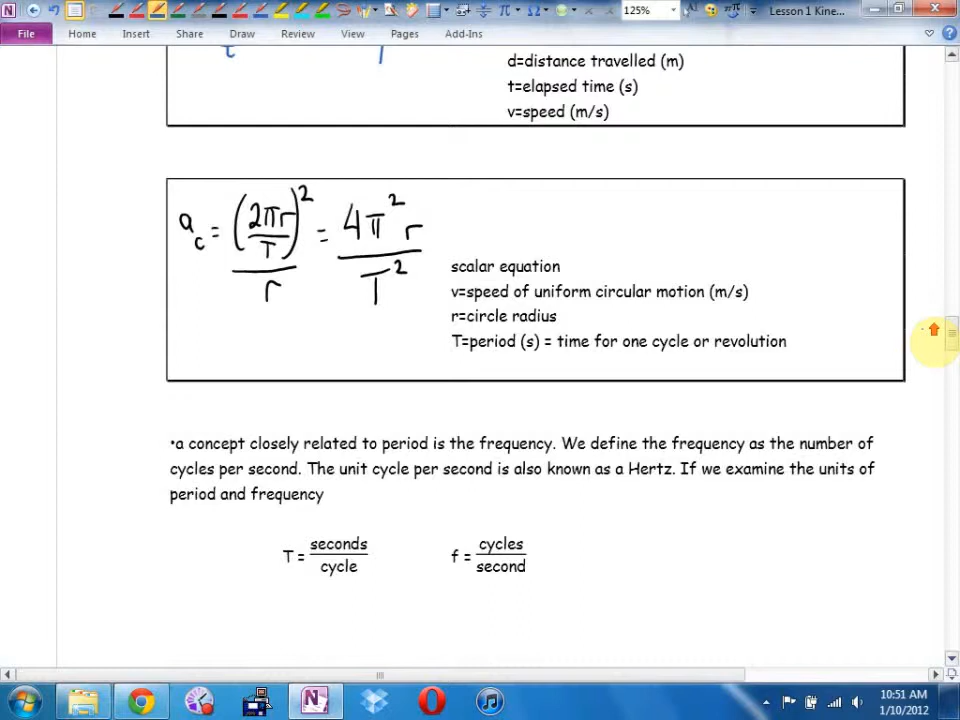 125%
Lesson 1 Kine...
File Home Insert Share Draw Review View Pages Add-Ins
d=distance travelled (m)
t=elapsed time (s)
v=speed (m/s)
a_c = (2πr/T)²/r = 4π²r/T²
scalar equation
v=speed of uniform circular motion (m/s)
r=circle radius
T=period (s) = time for one cycle or revolution
•a concept closely related to period is the frequency. We define the frequency as the number of
cycles per second. The unit cycle per second is also known as a Hertz. If we examine the units of
period and frequency
T = seconds/cycle f = cycles/second
10:51 AM
1/10/2012